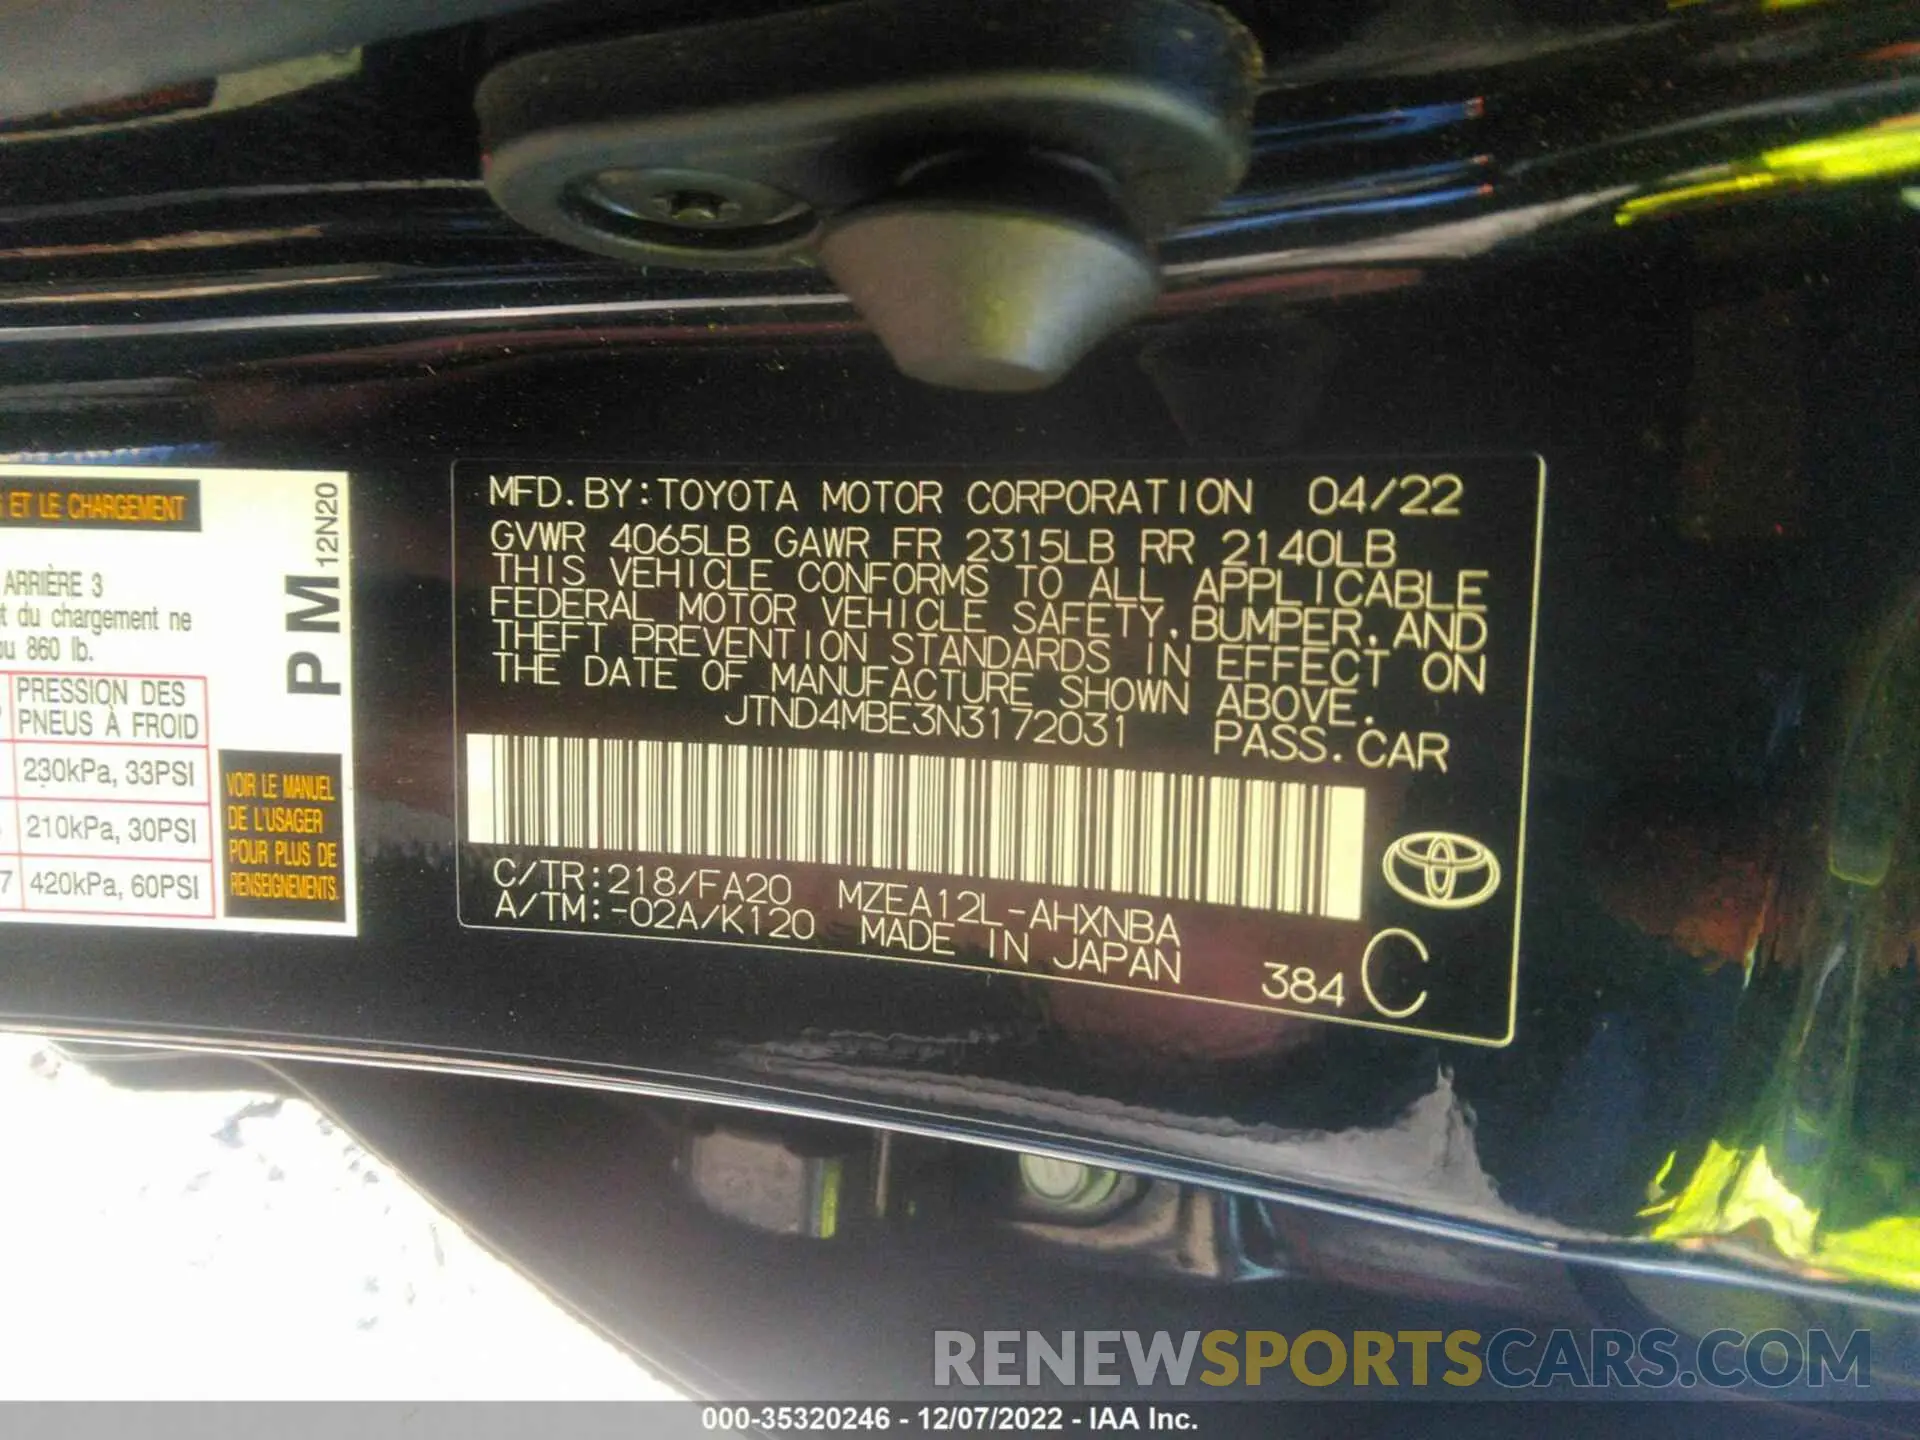 ET LE CHARGEMENT
ARRIÈRE 3
du chargement ne
860 lb.
PRESSION DES
PNEUS À FROID
230kPa, 33PSI
210kPa, 30PSI
7 420kPa, 60PSI
PM 12N20
VOIR LE MANUEL
DE L'USAGER
POUR PLUS DE
RENSEIGNEMENTS.
MFD.BY:TOYOTA MOTOR CORPORATION 04/22
GVWR 4065LB GAWR FR 2315LB RR 2140LB
THIS VEHICLE CONFORMS TO ALL APPLICABLE
FEDERAL MOTOR VEHICLE SAFETY, BUMPER, AND
THEFT PREVENTION STANDARDS IN EFFECT ON
THE DATE OF MANUFACTURE SHOWN ABOVE.
JTND4MBE3N3172031 PASS.CAR
C/TR:218/FA20 MZEA12L-AHXNBA
A/TM:-02A/K120 MADE IN JAPAN
384 C
RENEWSPORTSCARS.COM
000-35320246 - 12/07/2022 - IAA Inc.